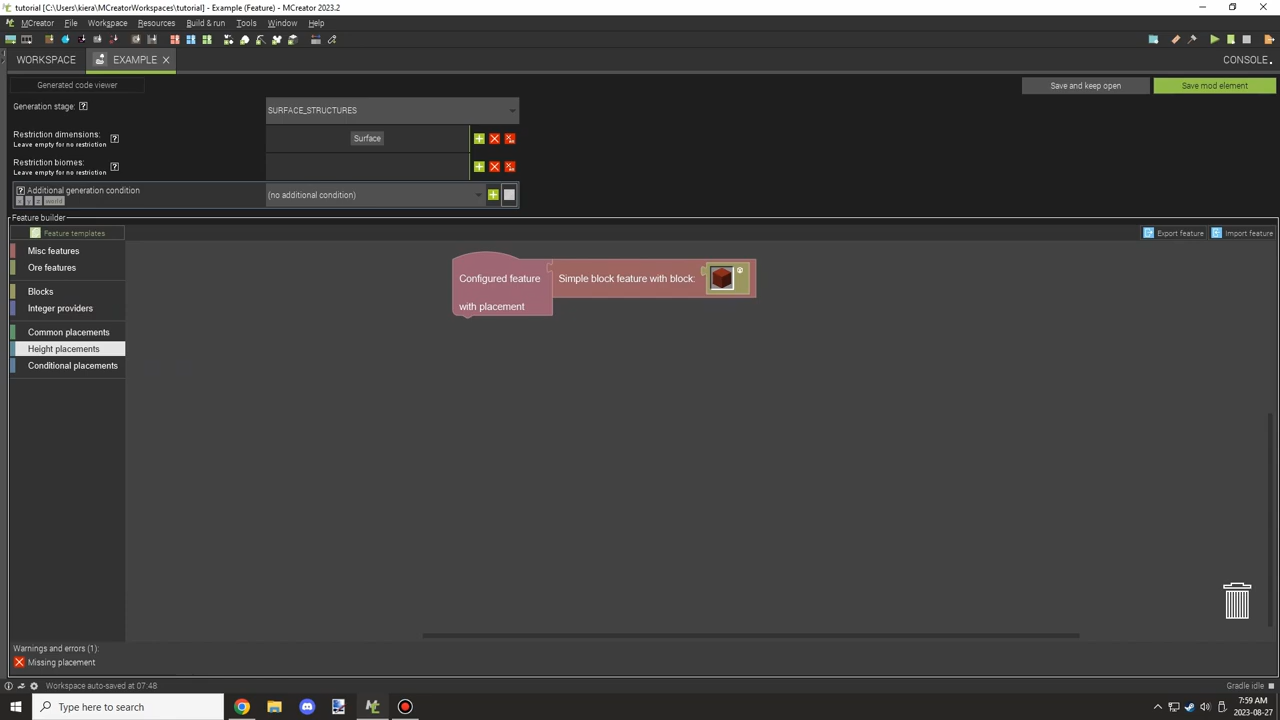 tutorial [C:\Users\kiera\MCreatorWorkspaces\tutorial] - Example (Feature) - MCreator 2023.2
MCreator File Workspace Resources Build & run Tools Window Help
WORKSPACE EXAMPLE CONSOLE
Generated code viewer Save and keep open Save mod element
Generation stage: ? SURFACE_STRUCTURES
Restriction dimensions: ? Surface
Leave empty for no restriction
Restriction biomes: ?
Leave empty for no restriction
? Additional generation condition (no additional condition)
x y z world
Feature builder
Feature templates Export feature Import feature
Misc features
Ore features
Blocks
Integer providers
Common placements
Height placements
Conditional placements
Configured feature Simple block feature with block:
with placement
Warnings and errors (1):
Missing placement
Workspace auto-saved at 07:48 Gradle idle
Type here to search
7:59 AM
2023-08-27